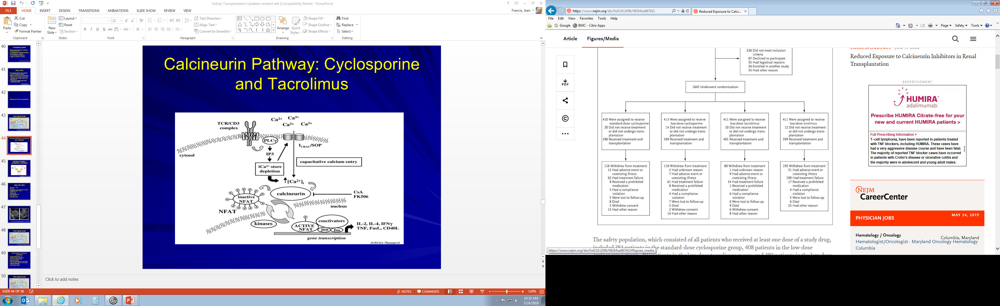 Kidney Transplantation Updates-resident talk [Compatibility Mode] - PowerPoint
FILE HOME INSERT DESIGN TRANSITIONS ANIMATIONS SLIDE SHOW REVIEW VIEW
Francis, Jean
Paste
Cut
Copy
Format Painter
Clipboard
New
Slide
Layout
Reset
Section
Slides
32
B I U S abc AV Aa A
Font
Paragraph
Text Direction
Align Text
Convert to SmartArt
Arrange
Quick
Styles
Shape Fill
Shape Outline
Shape Effects
Drawing
Find
Replace
Select
Editing
40
41
42
43
44
45
46
47
48
49
50
Calcineurin Pathway: Cyclosporine
and Tacrolimus
TCR/CD3
complex
Ca2+ Ca2+
Ca2+ Ca2+
PLCγ
ICRAC/SOP
cytosol
IP3
capacitative calcium entry
iCa2+ store
depletion
[Ca2+]i
calcineurin
CsA
FK506
inactive
NFAT
P P P P
NFAT
nucleus
kinases
P
coactivators
ACTIVE
NFAT
jun
fos
IL-2, IL-4, IFNγ
TNF, FasL, CD40L
gene transcription
Arthritis Research
Click to add notes
SLIDE 44 OF 58
NOTES
COMMENTS
110%
10:35 AM
5/24/2019
https://www.nejm.org/doi/full/10.1056/NEJMoa067411
Reduced Exposure to Calci...
File Edit View Favorites Tools Help
Google
BMC - Citrix Apps
Page Safety Tools
Article Figures/Media
PDF
236 Did not meet inclusion
criteria
87 Declined to participate
35 Had logistical reasons
36 Enrolled in another study
33 Had other reason
1645 Underwent randomization
410 Were assigned to receive
standard-dose cyclosporine
20 Did not receive treatment
or did not undergo trans-
plantation
390 Received treatment and
transplantation
413 Were assigned to receive
low-dose cyclosporine
14 Did not receive treatment
or did not undergo trans-
plantation
399 Received treatment and
transplantation
411 Were assigned to receive
low-dose tacrolimus
10 Did not receive treatment
or did not undergo trans-
plantation
401 Received treatment and
transplantation
411 Were assigned to receive
low-dose sirolimus
12 Did not receive treatment
or did not undergo trans-
plantation
399 Received treatment and
transplantation
116 Withdrew from treatment
12 Had adverse event or
coexisting illness
62 Had treatment failure
8 Received a prohibited
medication
3 Had a compliance
violation
5 Were lost to follow-up
8 Died
5 Withdrew consent
13 Had other reason
110 Withdrew from treatment
2 Had unknown reason
7 Had adverse event or
coexisting illness
61 Had treatment failure
8 Received a prohibited
medication
4 Had a compliance
violation
7 Were lost to follow-up
5 Died
2 Withdrew consent
14 Had other reason
80 Withdrew from treatment
1 Had unknown reason
9 Had adverse event or
coexisting illness
34 Had treatment failure
1 Received a prohibited
medication
6 Had a compliance
violation
6 Were lost to follow-up
9 Died
6 Withdrew consent
8 Had other reason
195 Withdrew from treatment
31 Had adverse event or
coexisting illness
109 Had treatment failure
17 Received a prohibited
medication
4 Had a compliance
violation
5 Were lost to follow-up
6 Died
23 Had other reason
The safety population, which consisted of all patients who received at least one dose of a study drug,
included 384 patients in the standard-dose cyclosporine group, 408 patients in the low-dose
https://www.nejm.org/doi/full/10.1056/NEJMoa067411#figures_media
CORRESPONDENCE JUN 5, 2008
Reduced Exposure to Calcineurin Inhibitors in Renal
Transplantation
ADVERTISEMENT
HUMIRA
adalimumab
Prescribe HUMIRA Citrate-free for your
new and current HUMIRA patients >
Full Prescribing Information >
T–cell lymphoma, have been reported in patients treated
with TNF blockers, including HUMIRA. These cases have
had a very aggressive disease course and have been fatal.
The majority of reported TNF blocker cases have occurred
in patients with Crohn's disease or ulcerative colitis and
the majority were in adolescent and young adult males.
NEJM
CareerCenter
PHYSICIAN JOBS
MAY 24, 2019
Hematology / Oncology
Columbia, Maryland
Hematologist/Oncologist - Maryland Oncology Hematology
Columbia